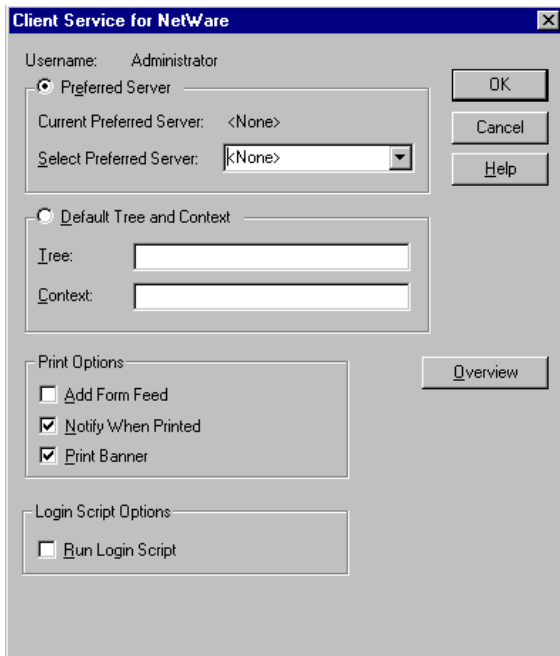 Client Service for NetWare
Username: Administrator
Preferred Server
OK
Current Preferred Server: <None>
Cancel
Select Preferred Server: <None>
Help
Default Tree and Context
Tree:
Context:
Print Options
Overview
Add Form Feed
Notify When Printed
Print Banner
Login Script Options
Run Login Script